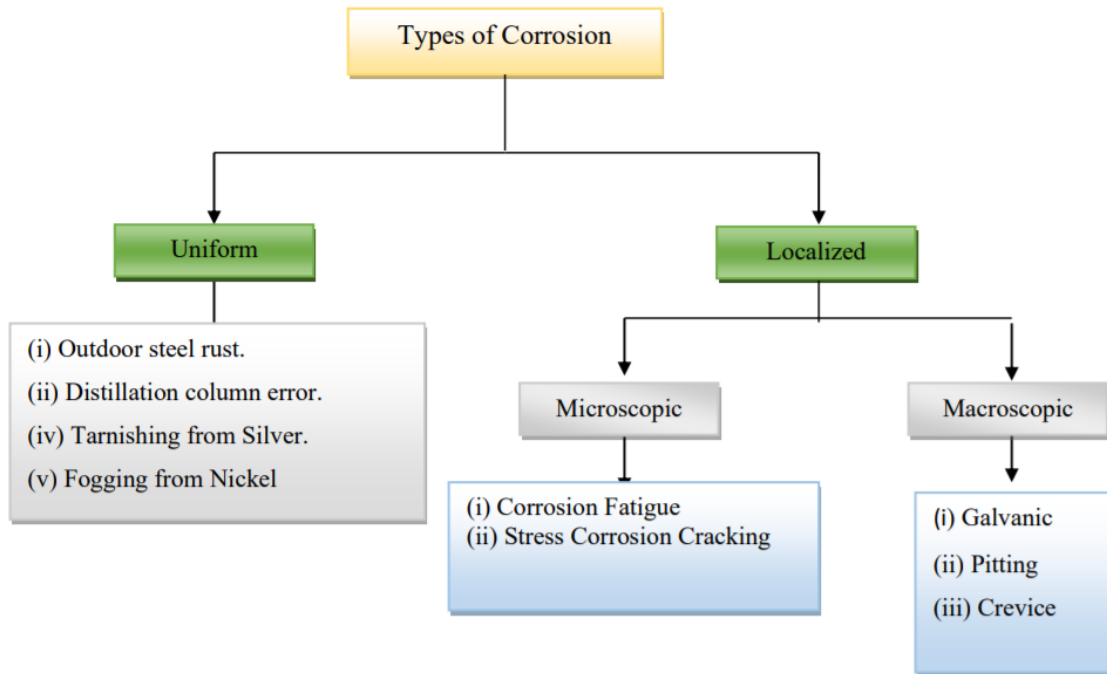 Types of Corrosion
Uniform
Localized
(i) Outdoor steel rust.
(ii) Distillation column error.
(iv) Tarnishing from Silver.
(v) Fogging from Nickel
Microscopic
Macroscopic
(i) Corrosion Fatigue
(ii) Stress Corrosion Cracking
(i) Galvanic
(ii) Pitting
(iii) Crevice